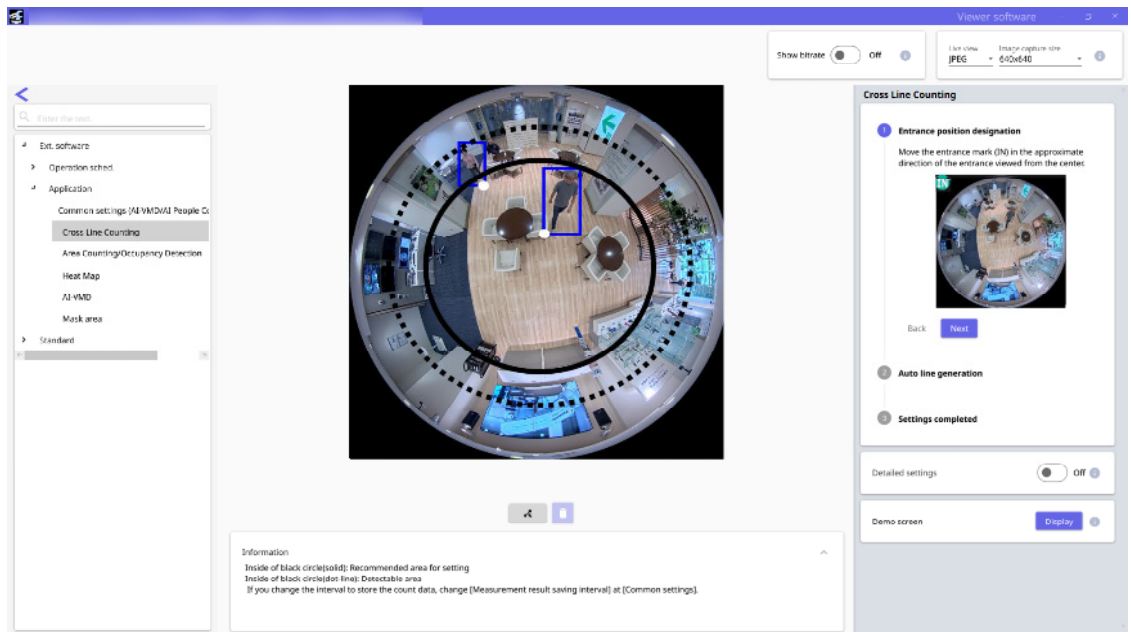 Viewer software
Show bitrate
Off
Live view
JPEG
Image capture size
640x640
Enter the text.
Ext. software
Operation sched.
Application
Common settings (AI-VMD/AI People Co
Cross Line Counting
Area Counting/Occupancy Detection
Heat Map
AI-VMD
Mask area
Standard
Information
Inside of black circle(solid): Recommended area for setting
Inside of black circle(dot-line): Detectable area
If you change the interval to store the count data, change [Measurement result saving interval] at [Common settings].
Cross Line Counting
1 Entrance position designation
Move the entrance mark (IN) in the approximate
direction of the entrance viewed from the center.
IN
Back
Next
2 Auto line generation
3 Settings completed
Detailed settings
Off
Demo screen
Display